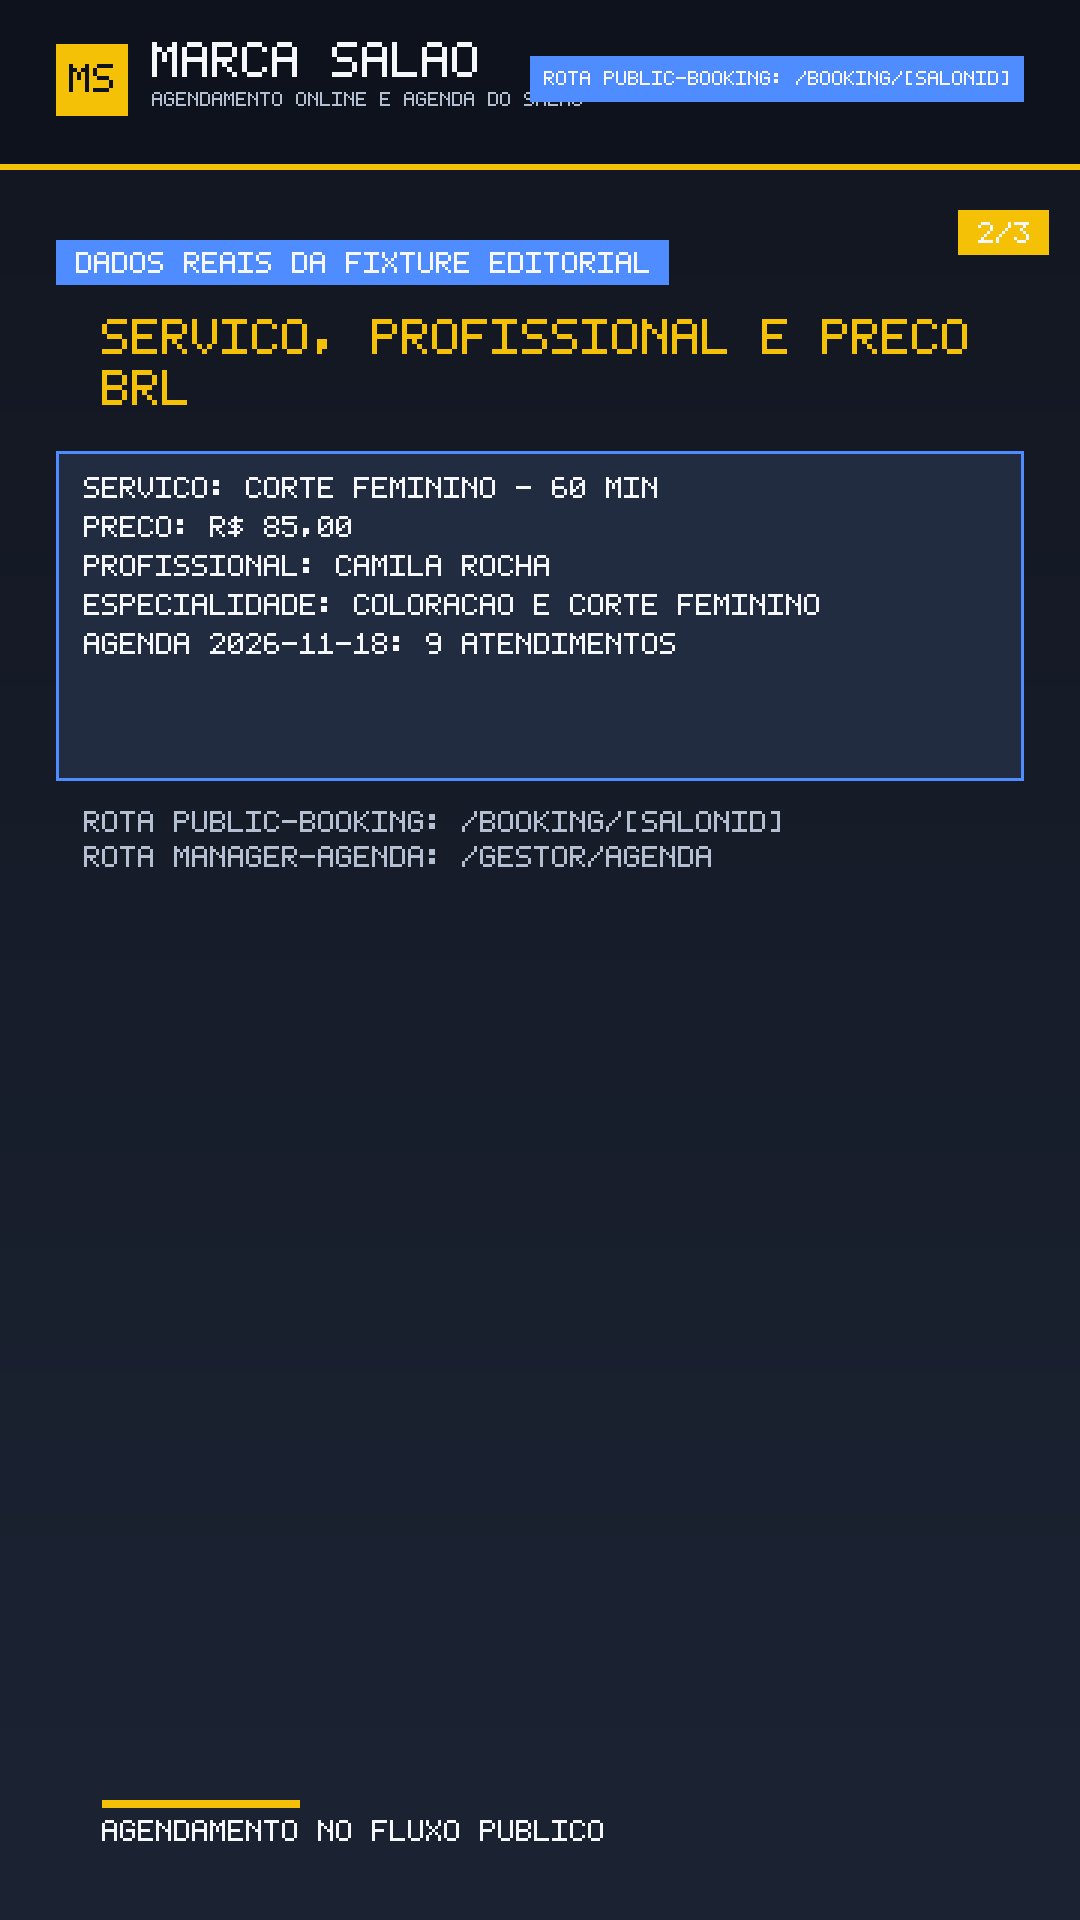 MS
MARCA SALAO
AGENDAMENTO ONLINE E AGENDA DO SALAO
ROTA PUBLIC-BOOKING: /BOOKING/[SALONID]
2/3
DADOS REAIS DA FIXTURE EDITORIAL
SERVICO, PROFISSIONAL E PRECO
BRL
SERVICO: CORTE FEMININO - 60 MIN
PRECO: R$ 85,00
PROFISSIONAL: CAMILA ROCHA
ESPECIALIDADE: COLORACAO E CORTE FEMININO
AGENDA 2026-11-18: 9 ATENDIMENTOS
ROTA PUBLIC-BOOKING: /BOOKING/[SALONID]
ROTA MANAGER-AGENDA: /GESTOR/AGENDA
AGENDAMENTO NO FLUXO PUBLICO